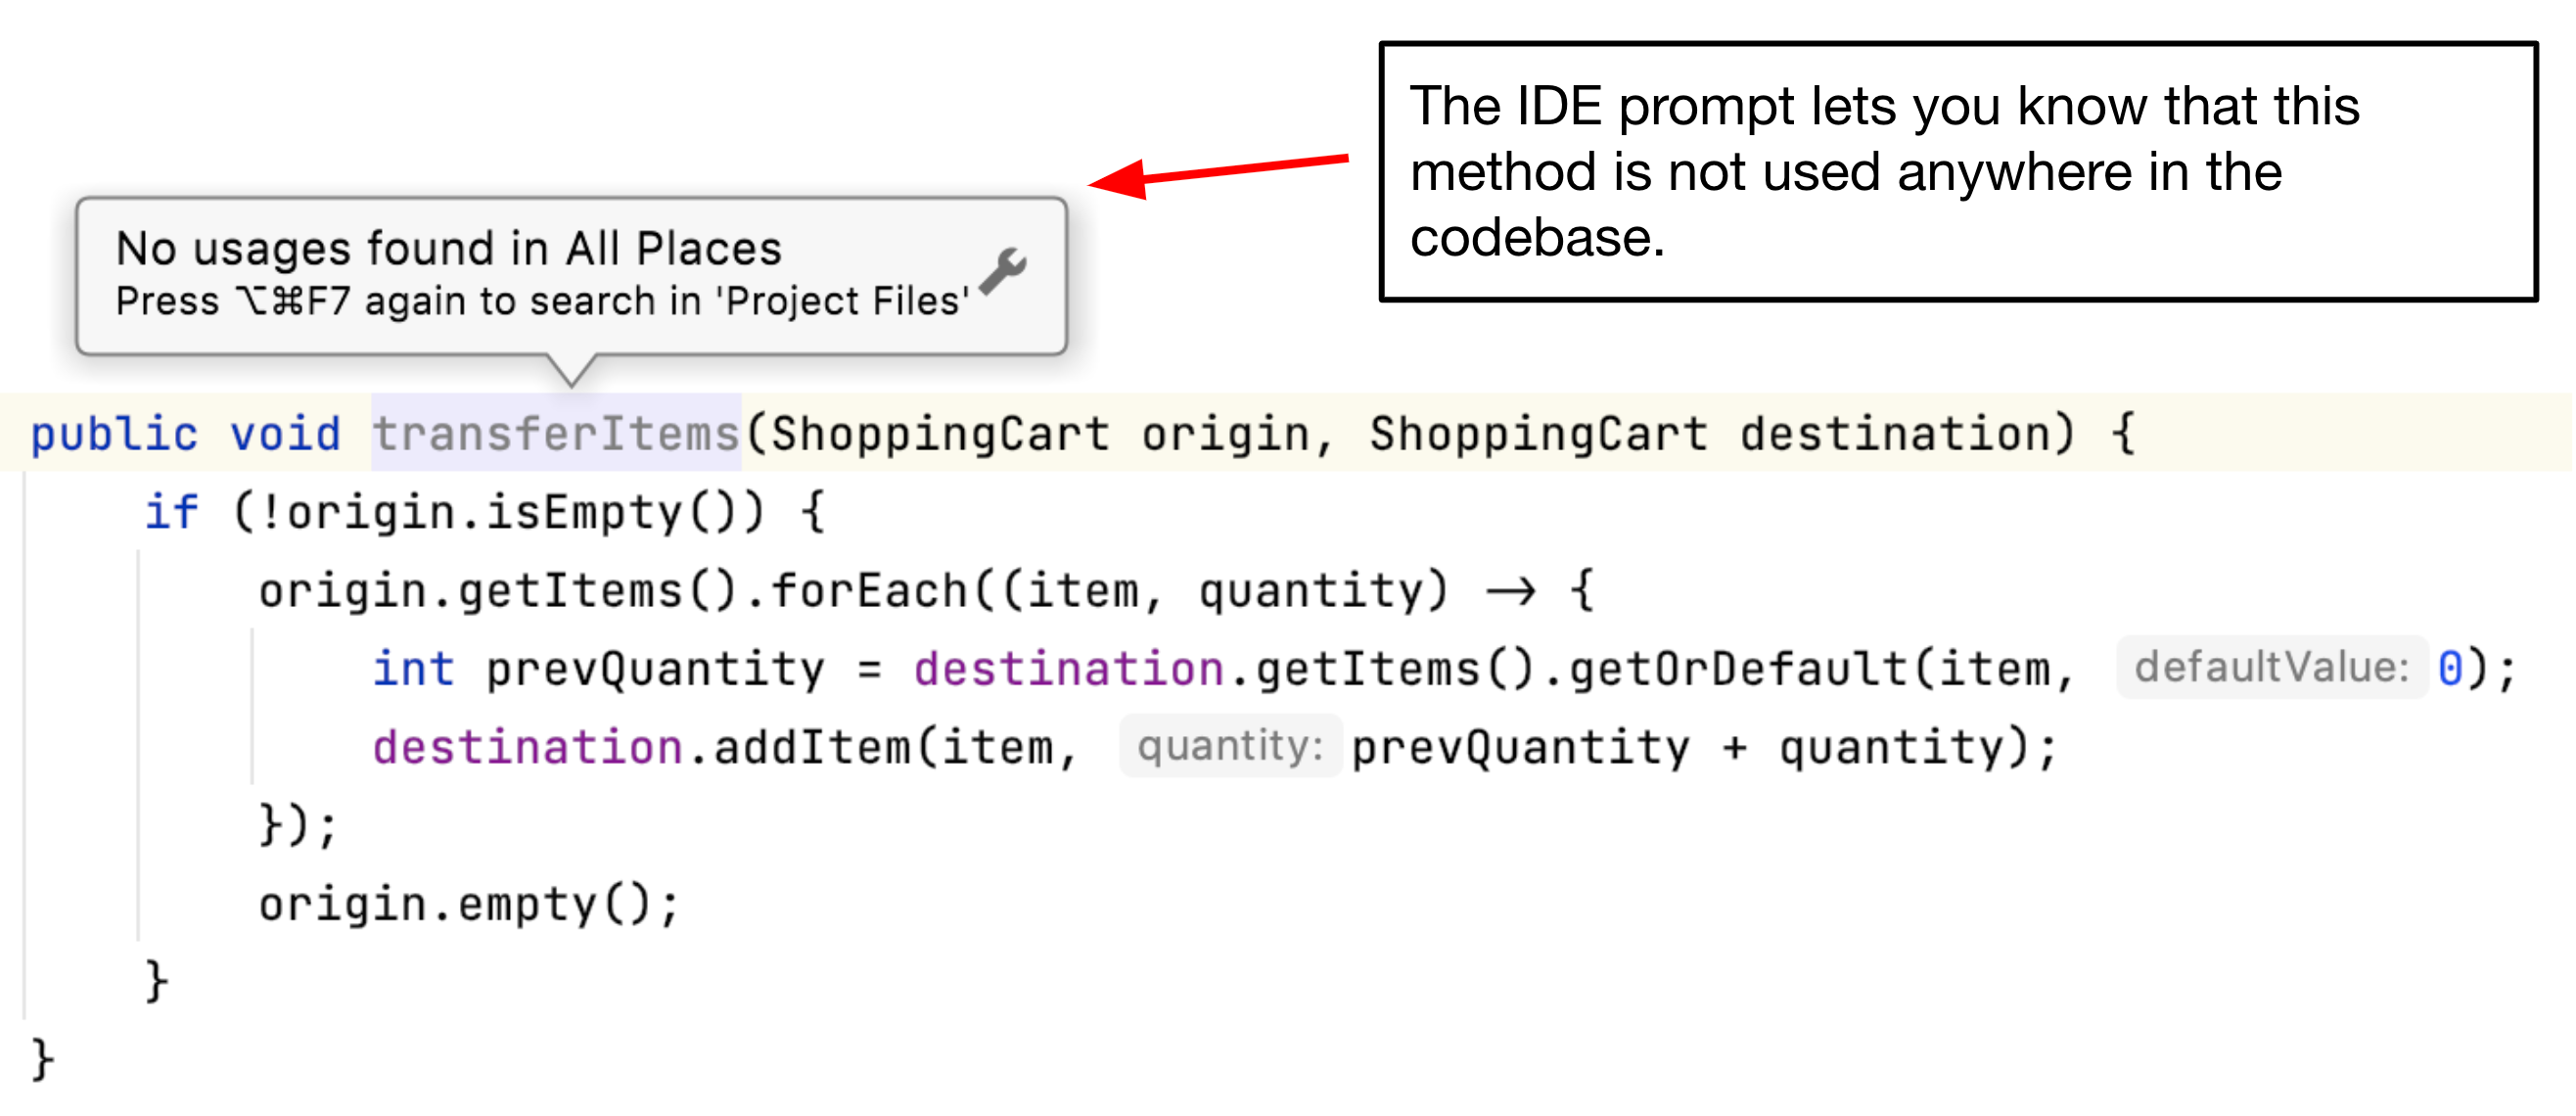 The IDE prompt lets you know that this
method is not used anywhere in the
codebase.
No usages found in All Places
Press ⌥⌘F7 again to search in 'Project Files'
public void transferItems(ShoppingCart origin, ShoppingCart destination) {
if (!origin.isEmpty()) {
origin.getItems().forEach((item, quantity) → {
int prevQuantity = destination.getItems().getOrDefault(item, defaultValue: 0);
destination.addItem(item, quantity: prevQuantity + quantity);
});
origin.empty();
}
}